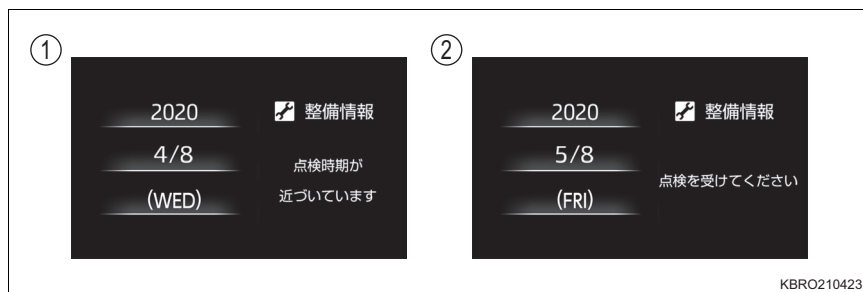 ①
2020
4/8
(WED)
整備情報
点検時期が
近づいています
②
2020
5/8
(FRI)
整備情報
点検を受けてください
KBRO210423